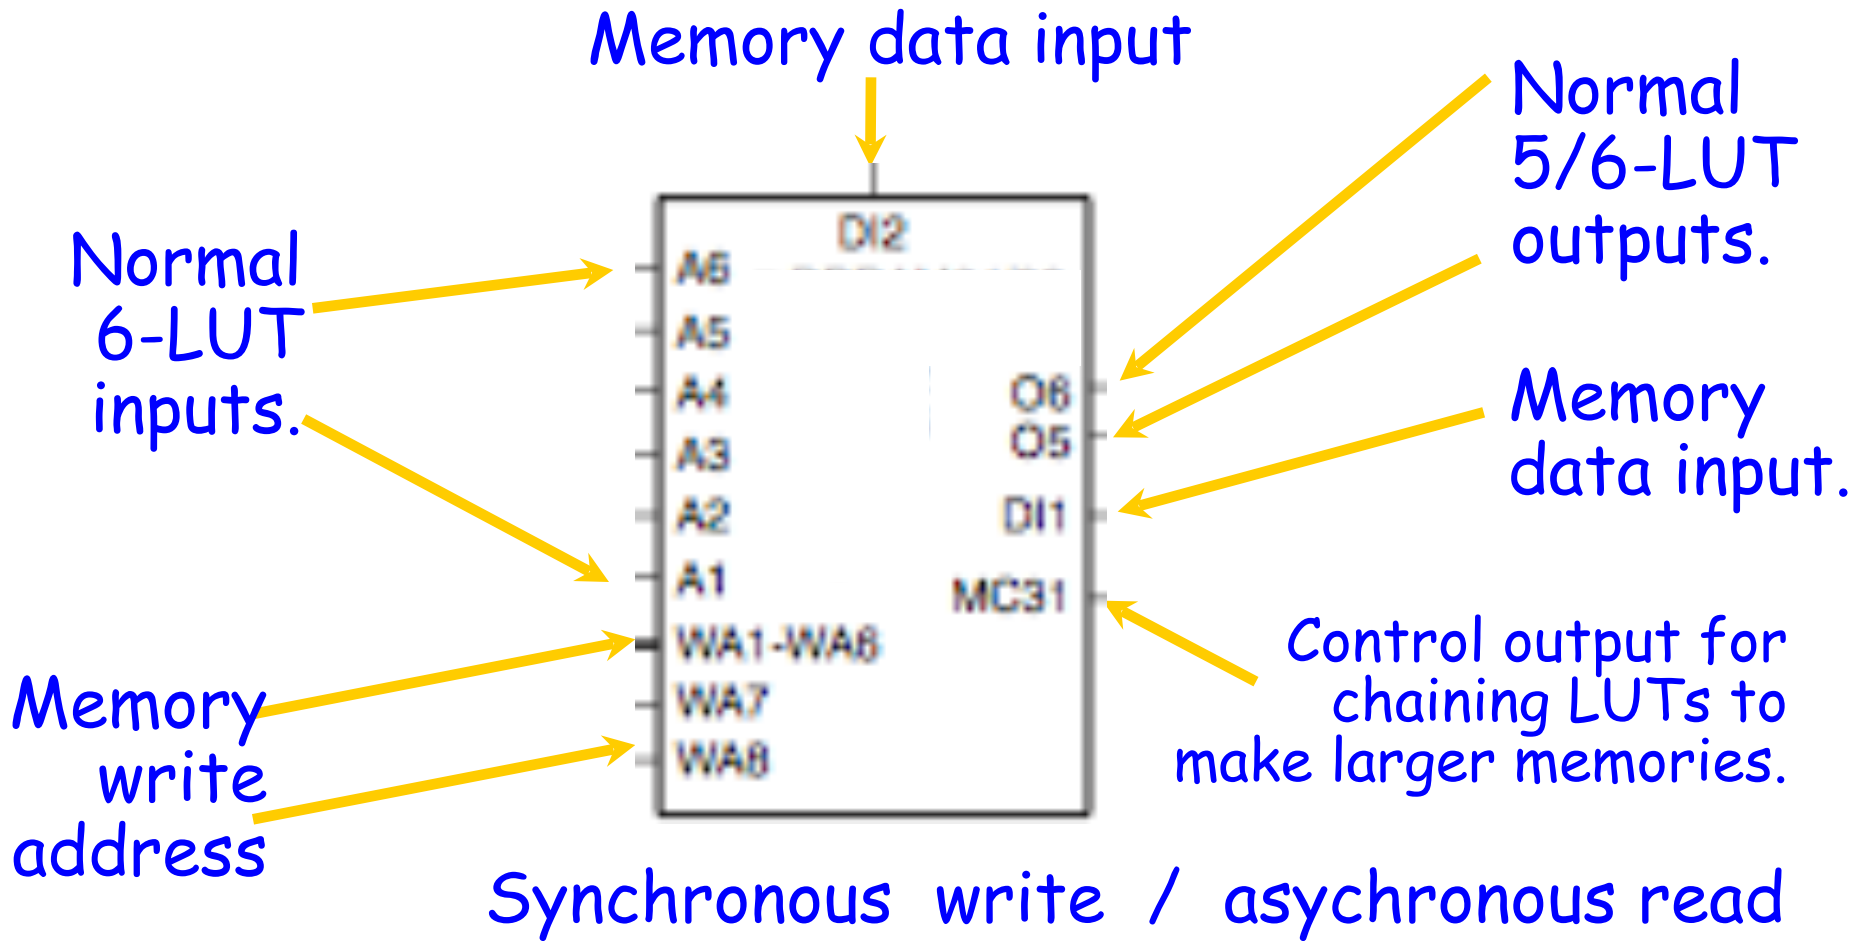 Memory data input
Normal
5/6-LUT
outputs.
Normal
6-LUT
inputs.
DI2
A6
A5
A4
A3
A2
A1
WA1-WA6
WA7
WA8
O6
O5
DI1
MC31
Memory
data input.
Control output for
chaining LUTs to
make larger memories.
Memory
write
address
Synchronous write / asychronous read